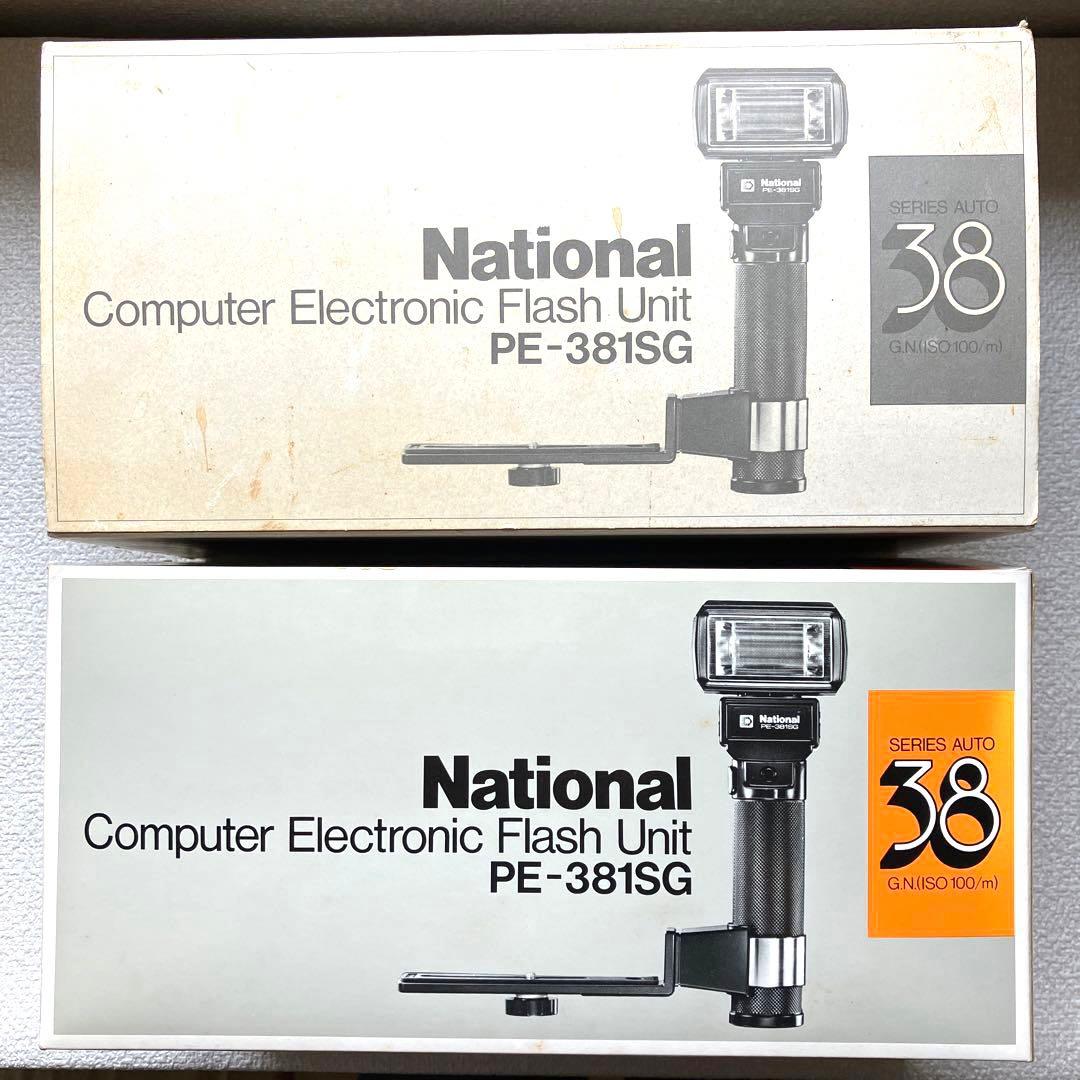 National
PE-381SG
SERIES AUTO
38
G.N.(ISO 100/m)
National
Computer Electronic Flash Unit
PE-381SG
National
PE-381SG
SERIES AUTO
38
G.N.(ISO 100/m)
National
Computer Electronic Flash Unit
PE-381SG